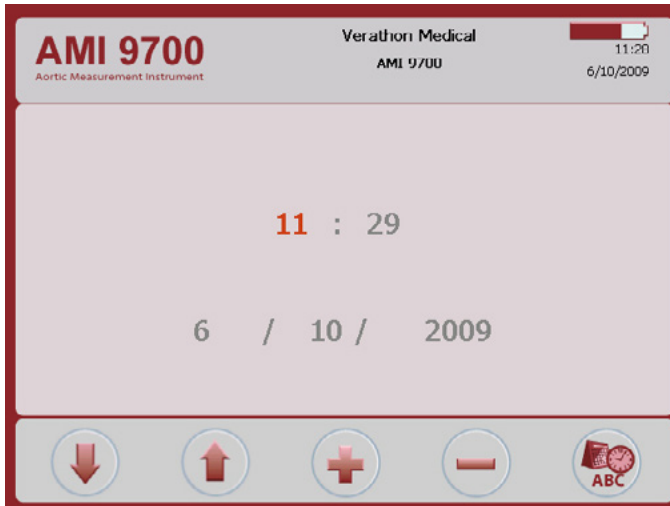 AMI 9700
Aortic Measurement Instrument
Verathon Medical
AMI 9700
11:28
6/10/2009
11 : 29
6 / 10 / 2009
ABC